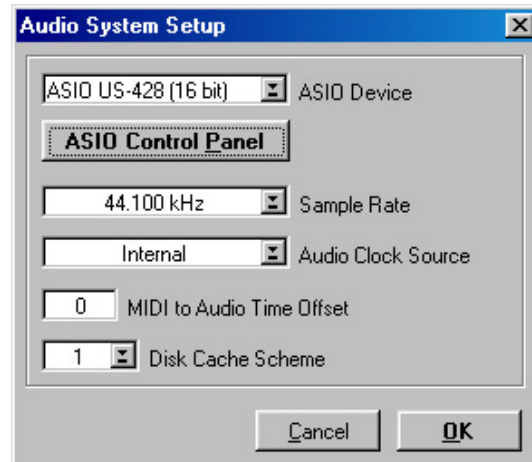 Audio System Setup
ASIO US-428 (16 bit) ASIO Device
ASIO Control Panel
44.100 kHz Sample Rate
Internal Audio Clock Source
0 MIDI to Audio Time Offset
1 Disk Cache Scheme
Cancel OK